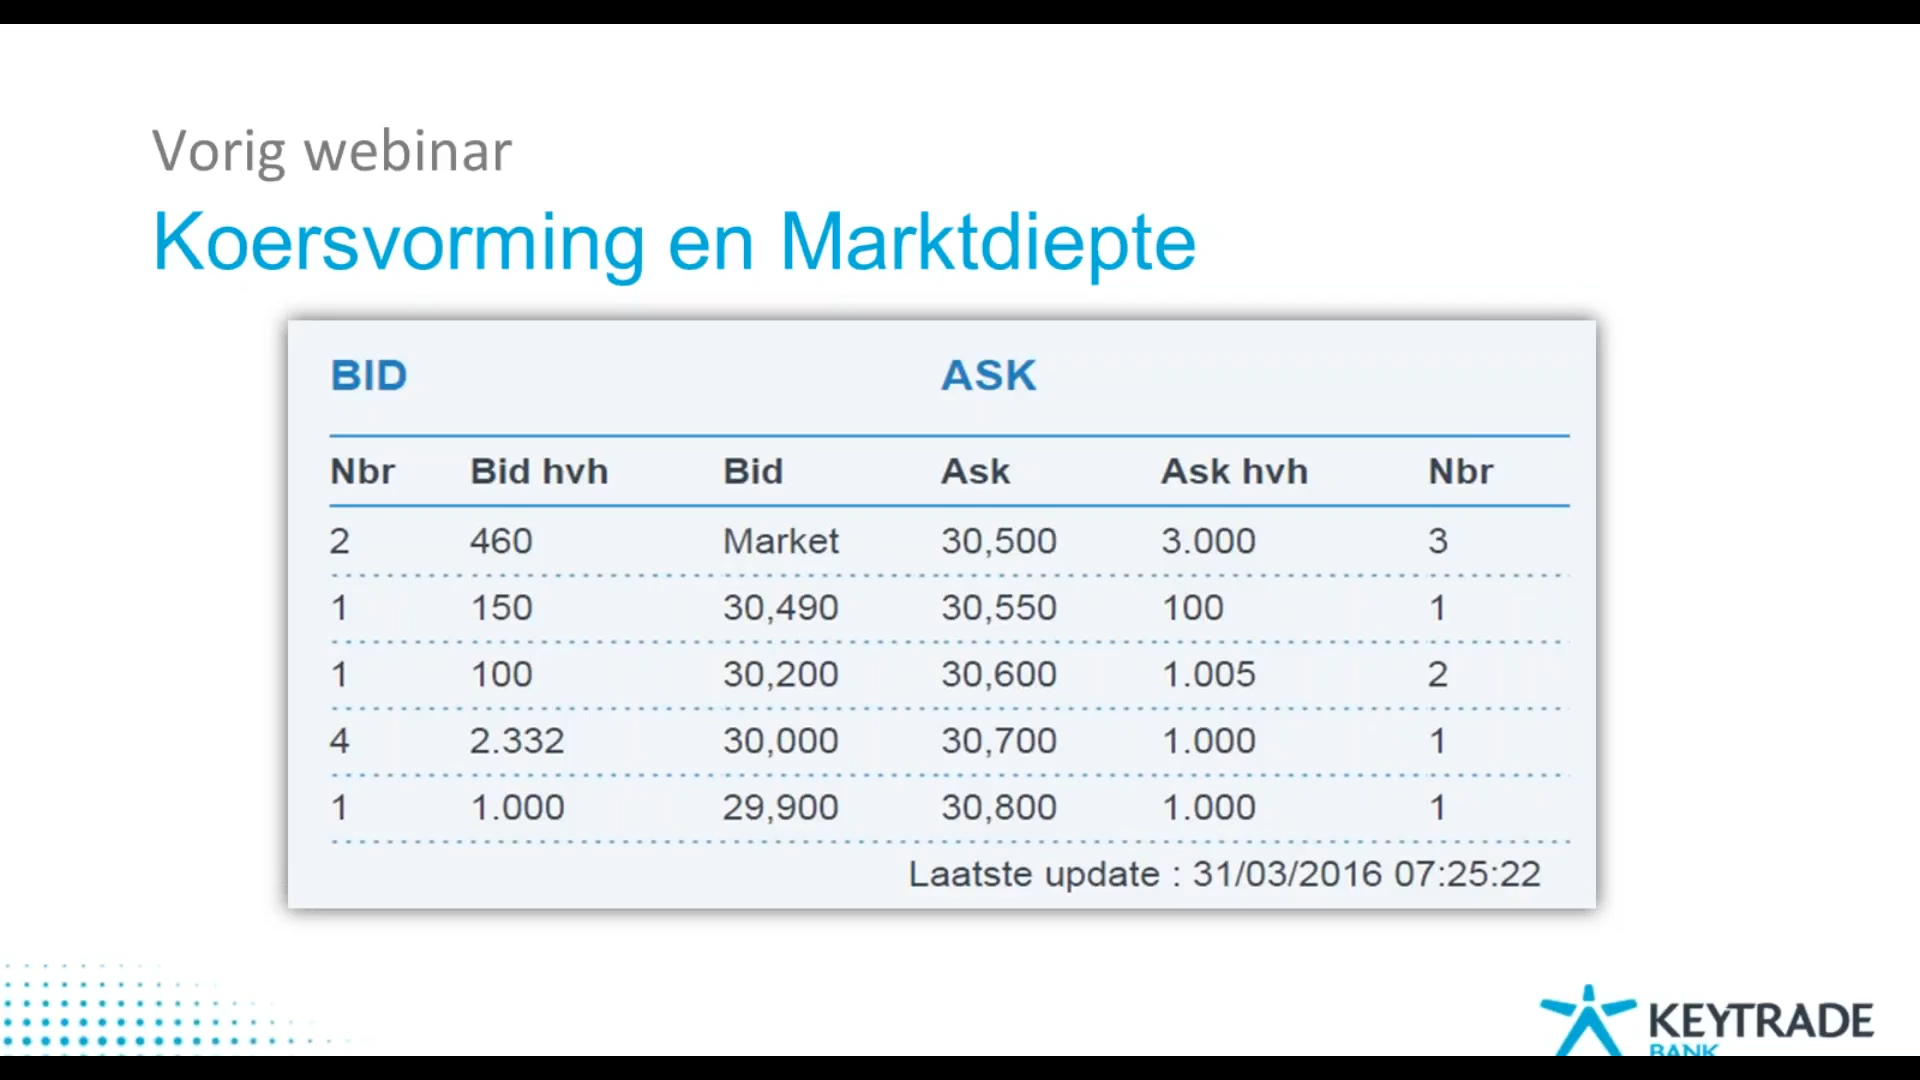 Vorig webinar
Koersvorming en Marktdiepte
BID ASK
Nbr Bid hvh Bid Ask Ask hvh Nbr
2 460 Market 30,500 3.000 3
1 150 30,490 30,550 100 1
1 100 30,200 30,600 1.005 2
4 2.332 30,000 30,700 1.000 1
1 1.000 29,900 30,800 1.000 1
Laatste update : 31/03/2016 07:25:22
KEYTRADE
BANK